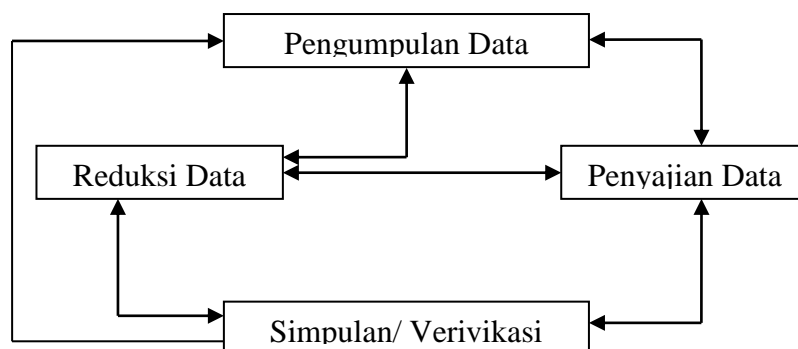 Pengumpulan Data
Reduksi Data
Penyajian Data
Simpulan/ Verivikasi